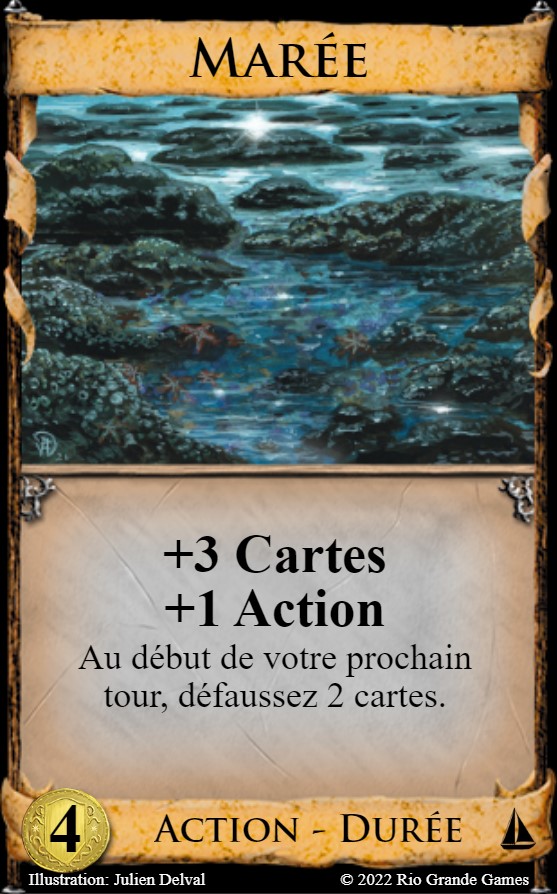 Marée
+3 Cartes
+1 Action
Au début de votre prochain
tour, défaussez 2 cartes.
4
Action - Durée
Illustration: Julien Delval
© 2022 Rio Grande Games